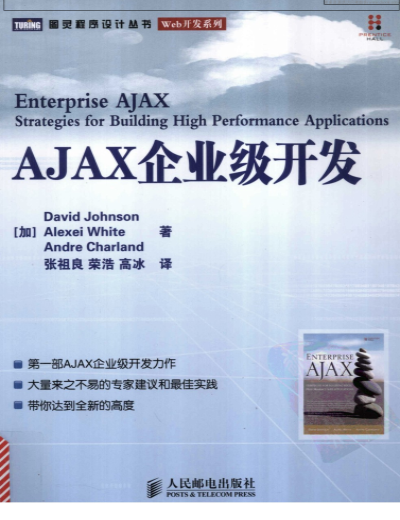 TURING 图灵程序设计丛书 Web开发系列
PRENTICE
HALL
Enterprise AJAX
Strategies for Building High Performance Applications
AJAX企业级开发
David Johnson
[加] Alexei White 著
Andre Charland
张祖良 荣浩 高冰 译
ENTERPRISE
AJAX
第一部AJAX企业级开发力作
大量来之不易的专家建议和最佳实践
带你达到全新的高度
人民邮电出版社
POSTS & TELECOM PRESS